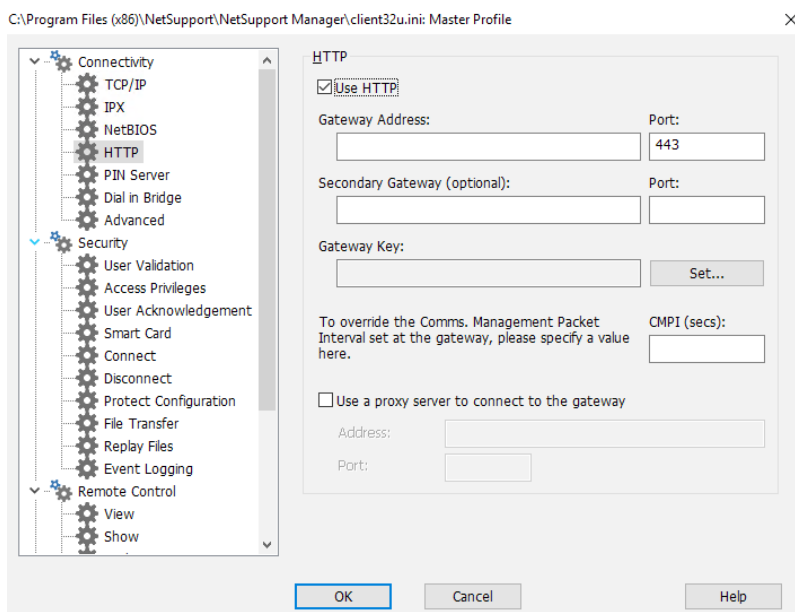 C:\Program Files (x86)\NetSupport\NetSupport Manager\client32u.ini: Master Profile
Connectivity
TCP/IP
IPX
NetBIOS
HTTP
PIN Server
Dial in Bridge
Advanced
Security
User Validation
Access Privileges
User Acknowledgement
Smart Card
Connect
Disconnect
Protect Configuration
File Transfer
Replay Files
Event Logging
Remote Control
View
Show
HTTP
Use HTTP
Gateway Address:
Port:
443
Secondary Gateway (optional):
Port:
Gateway Key:
Set...
To override the Comms. Management Packet
Interval set at the gateway, please specify a value
here.
CMPI (secs):
Use a proxy server to connect to the gateway
Address:
Port:
OK
Cancel
Help